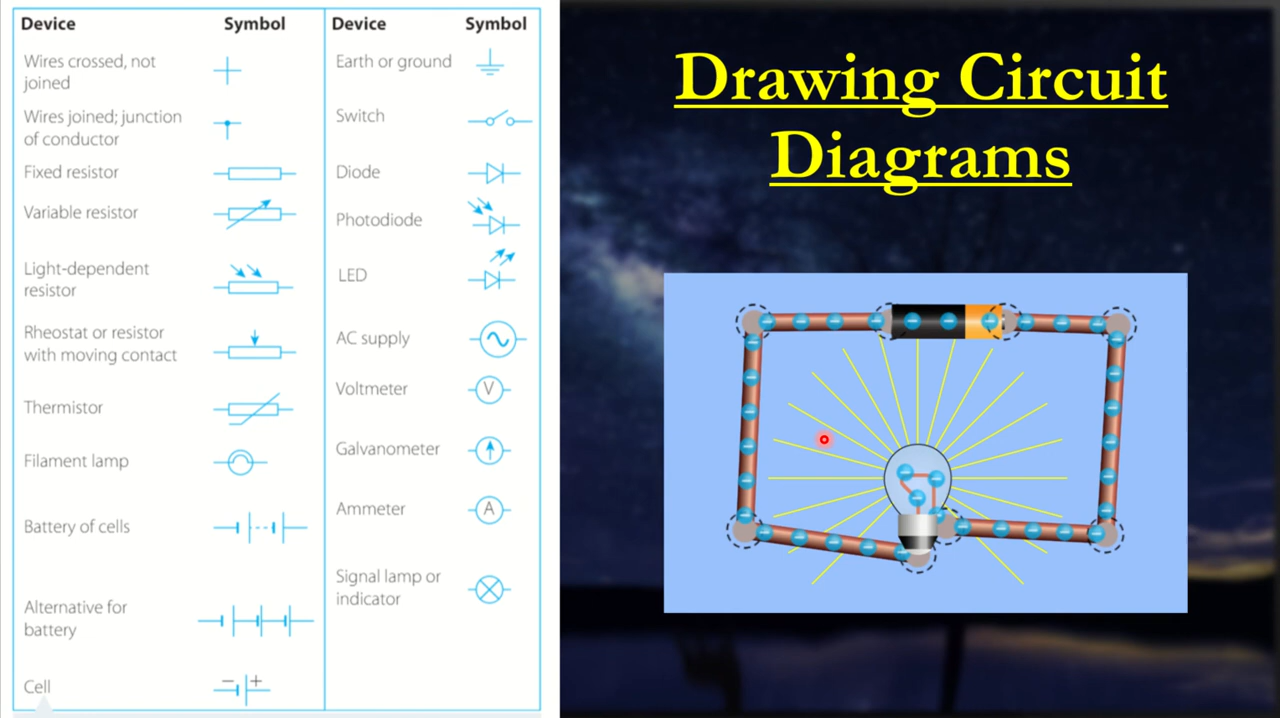 Device Symbol Device Symbol
Wires crossed, not
joined
Wires joined; junction
of conductor
Fixed resistor
Variable resistor
Light-dependent
resistor
Rheostat or resistor
with moving contact
Thermistor
Filament lamp
Battery of cells
Alternative for
battery
Cell
− +
Earth or ground
Switch
Diode
Photodiode
LED
AC supply
Voltmeter
V
Galvanometer
Ammeter
A
Signal lamp or
indicator
Drawing Circuit
Diagrams